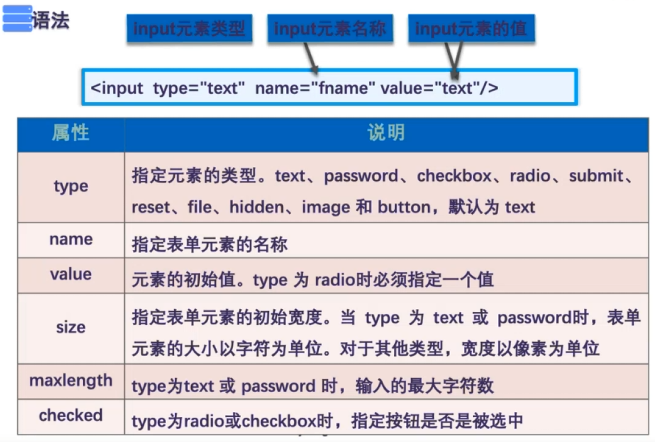 语法
input元素类型 input元素名称 input元素的值
<input type="text" name="fname" value="text"/>
属性 说明
type 指定元素的类型。text、password、checkbox、radio、submit、
reset、file、hidden、image 和 button，默认为 text
name 指定表单元素的名称
value 元素的初始值。type 为 radio时必须指定一个值
size 指定表单元素的初始宽度。当 type 为 text 或 password时，表单
元素的大小以字符为单位。对于其他类型，宽度以像素为单位
maxlength type为text 或 password 时，输入的最大字符数
checked type为radio或checkbox时，指定按钮是否是被选中